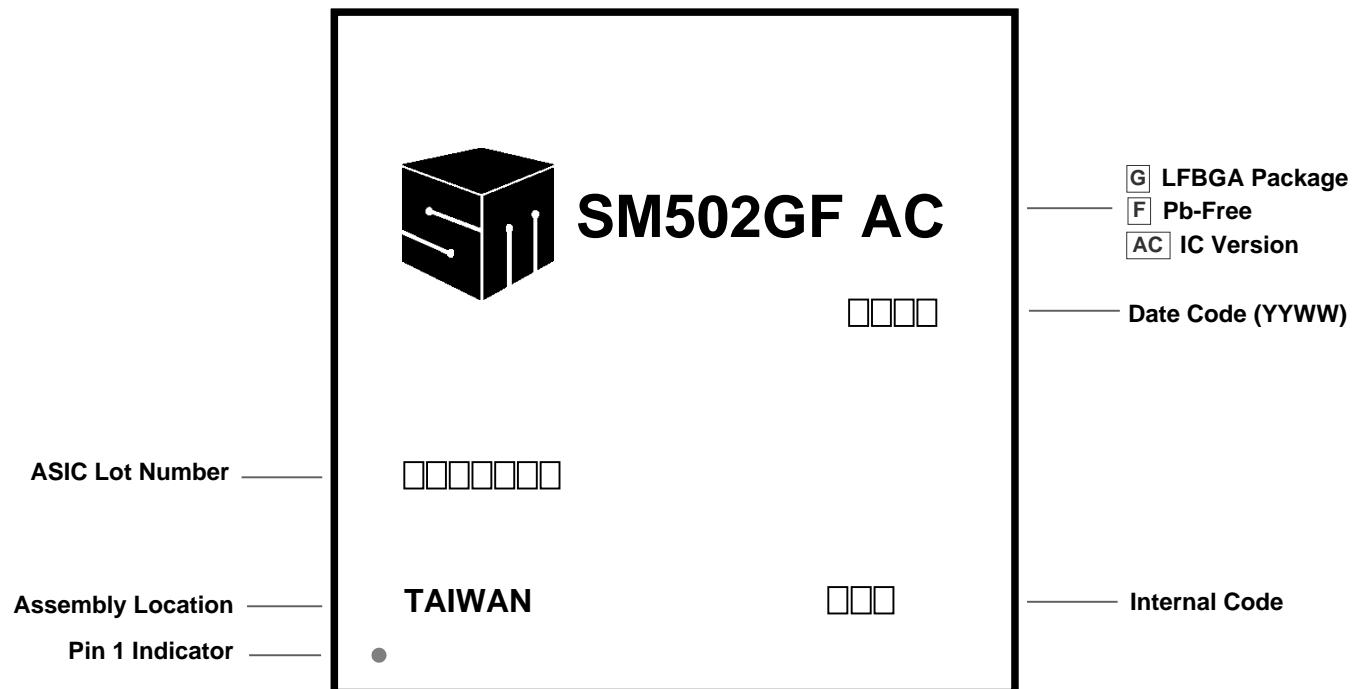 G LFBGA Package
SM502GF AC
F Pb-Free
AC IC Version
□□□□
Date Code (YYWW)
ASIC Lot Number
□□□□□□□
Assembly Location
TAIWAN
□□□
Internal Code
Pin 1 Indicator